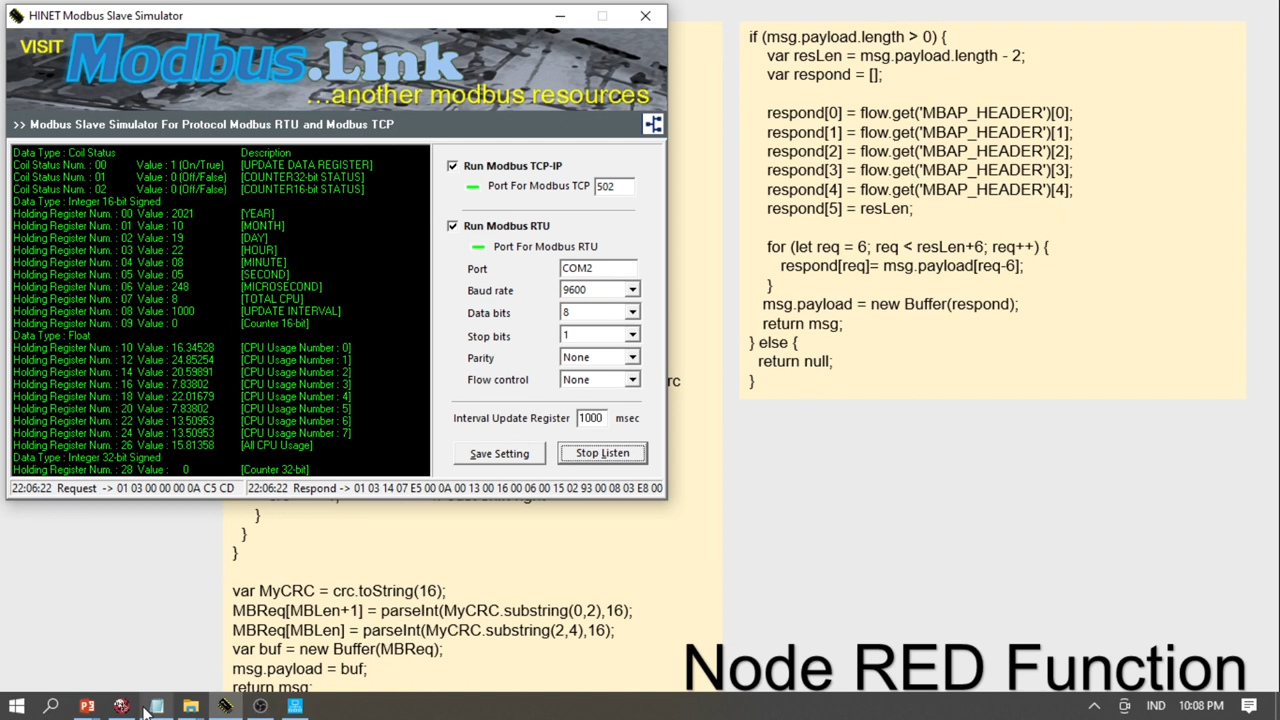 HINET Modbus Slave Simulator
VISIT Modbus.Link
...another modbus resources
>> Modbus Slave Simulator For Protocol Modbus RTU and Modbus TCP
Data Type : Coil Status Description
Coil Status Num. : 00 Value : 1 (On/True) [UPDATE DATA REGISTER]
Coil Status Num. : 01 Value : 0 (Off/False) [COUNTER32-bit STATUS]
Coil Status Num. : 02 Value : 0 (Off/False) [COUNTER16-bit STATUS]
Data Type : Integer 16-bit Signed
Holding Register Num. : 00 Value : 2021 [YEAR]
Holding Register Num. : 01 Value : 10 [MONTH]
Holding Register Num. : 02 Value : 19 [DAY]
Holding Register Num. : 03 Value : 22 [HOUR]
Holding Register Num. : 04 Value : 08 [MINUTE]
Holding Register Num. : 05 Value : 05 [SECOND]
Holding Register Num. : 06 Value : 248 [MICROSECOND]
Holding Register Num. : 07 Value : 8 [TOTAL CPU]
Holding Register Num. : 08 Value : 1000 [UPDATE INTERVAL]
Holding Register Num. : 09 Value : 0 [Counter 16-bit]
Data Type : Float
Holding Register Num. : 10 Value : 16.34528 [CPU Usage Number : 0]
Holding Register Num. : 12 Value : 24.85254 [CPU Usage Number : 1]
Holding Register Num. : 14 Value : 20.59891 [CPU Usage Number : 2]
Holding Register Num. : 16 Value : 7.83802 [CPU Usage Number : 3]
Holding Register Num. : 18 Value : 22.01679 [CPU Usage Number : 4]
Holding Register Num. : 20 Value : 7.83802 [CPU Usage Number : 5]
Holding Register Num. : 22 Value : 13.50953 [CPU Usage Number : 6]
Holding Register Num. : 24 Value : 13.50953 [CPU Usage Number : 7]
Holding Register Num. : 26 Value : 15.81358 [All CPU Usage]
Data Type : Integer 32-bit Signed
Holding Register Num. : 28 Value : 0 [Counter 32-bit]
Run Modbus TCP-IP
Port For Modbus TCP 502
Run Modbus RTU
Port For Modbus RTU
Port COM2
Baud rate 9600
Data bits 8
Stop bits 1
Parity None
Flow control None
Interval Update Register 1000 msec
Save Setting Stop Listen
22:06:22 Request -> 01 03 00 00 00 0A C5 CD 22:06:22 Respond -> 01 03 14 07 E5 00 0A 00 13 00 16 00 06 00 15 02 93 00 08 03 E8 00
rc
}
}
}
var MyCRC = crc.toString(16);
MBReq[MBLen+1] = parseInt(MyCRC.substring(0,2),16);
MBReq[MBLen] = parseInt(MyCRC.substring(2,4),16);
var buf = new Buffer(MBReq);
msg.payload = buf;
return msg;
if (msg.payload.length > 0) {
var resLen = msg.payload.length - 2;
var respond = [];
respond[0] = flow.get('MBAP_HEADER')[0];
respond[1] = flow.get('MBAP_HEADER')[1];
respond[2] = flow.get('MBAP_HEADER')[2];
respond[3] = flow.get('MBAP_HEADER')[3];
respond[4] = flow.get('MBAP_HEADER')[4];
respond[5] = resLen;
for (let req = 6; req < resLen+6; req++) {
respond[req]= msg.payload[req-6];
}
msg.payload = new Buffer(respond);
return msg;
} else {
return null;
}
Node RED Function
IND 10:08 PM